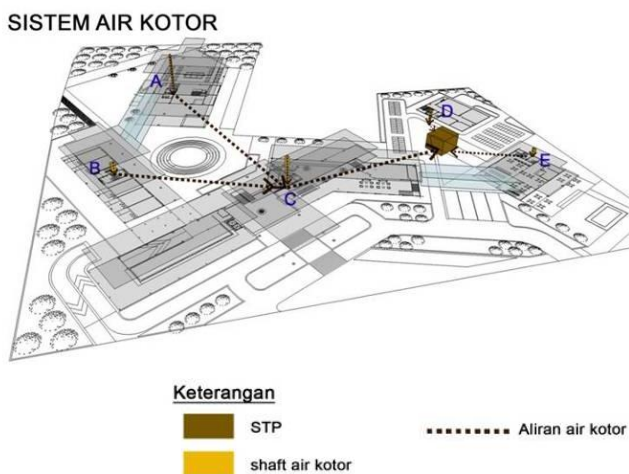 SISTEM AIR KOTOR
A
D
B
E
C
Keterangan
STP
Aliran air kotor
shaft air kotor